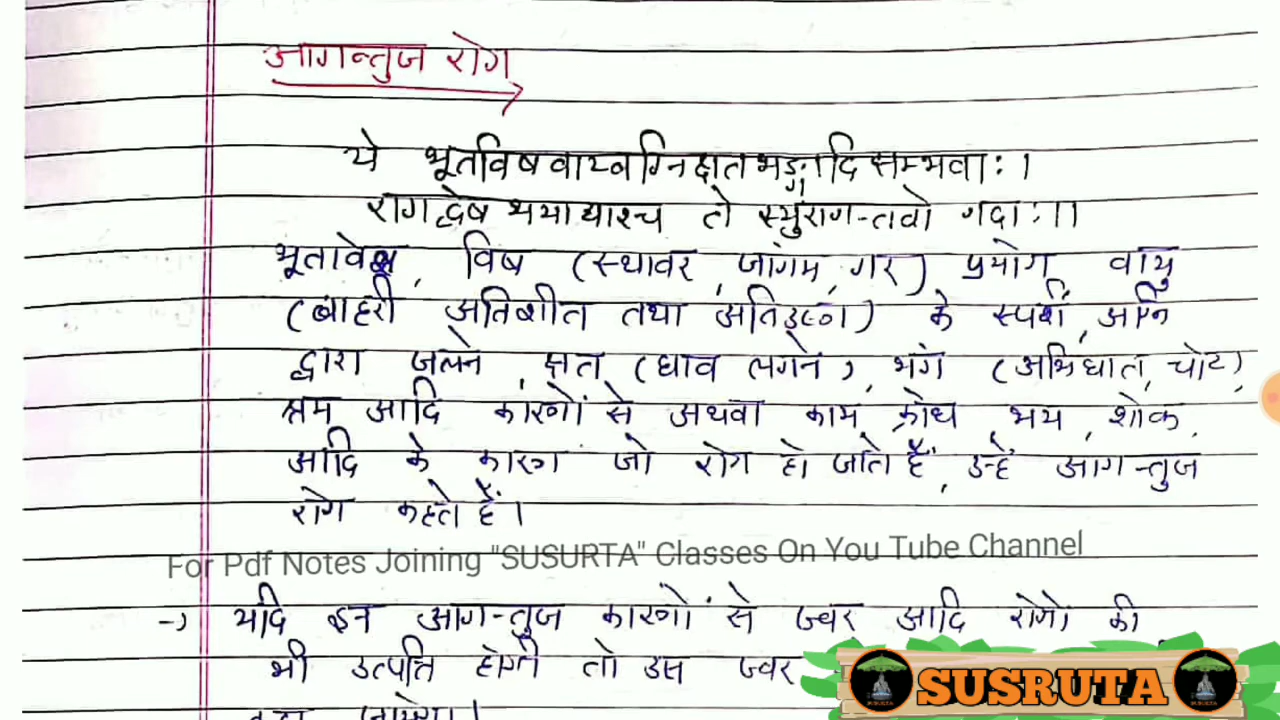 आगन्तुज रोग
ये भूतविषवाय्वग्निक्षतभङ्गादिसम्भवाः।
रागद्वेषभयाद्याश्च ते स्युरागन्तवो गदाः।।
भूतावेश, विष (स्थावर, जांगम, गर) प्रयोग वायु
(बाहरी अतिशीत तथा अतिउष्ण) के स्पर्श, अग्नि
द्वारा जलने, क्षत (घाव लगने), भंग (अभिघात, चोट),
श्रम आदि कारणों से अथवा काम, क्रोध, भय, शोक,
आदि के कारण जो रोग हो जाते हैं, उन्हें आगन्तुज
रोग कहते हैं।
For Pdf Notes Joining "SUSURTA" Classes On You Tube Channel
→ यदि इन आगन्तुज कारणों से ज्वर आदि रोगो की
भी उत्पत्ति होगी तो उस ज्वर
SUSRUTA